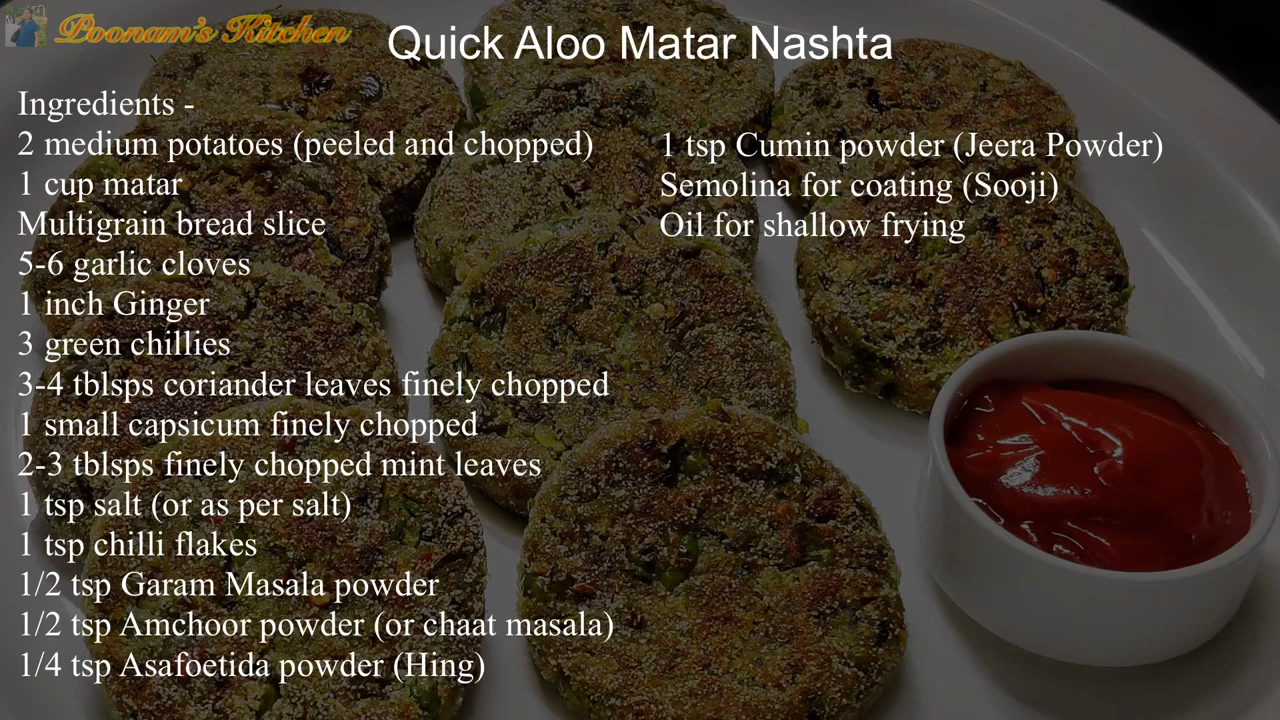 Poonam's Kitchen
Quick Aloo Matar Nashta
Ingredients -
2 medium potatoes (peeled and chopped)
1 cup matar
Multigrain bread slice
5-6 garlic cloves
1 inch Ginger
3 green chillies
3-4 tblsps coriander leaves finely chopped
1 small capsicum finely chopped
2-3 tblsps finely chopped mint leaves
1 tsp salt (or as per salt)
1 tsp chilli flakes
1/2 tsp Garam Masala powder
1/2 tsp Amchoor powder (or chaat masala)
1/4 tsp Asafoetida powder (Hing)
1 tsp Cumin powder (Jeera Powder)
Semolina for coating (Sooji)
Oil for shallow frying